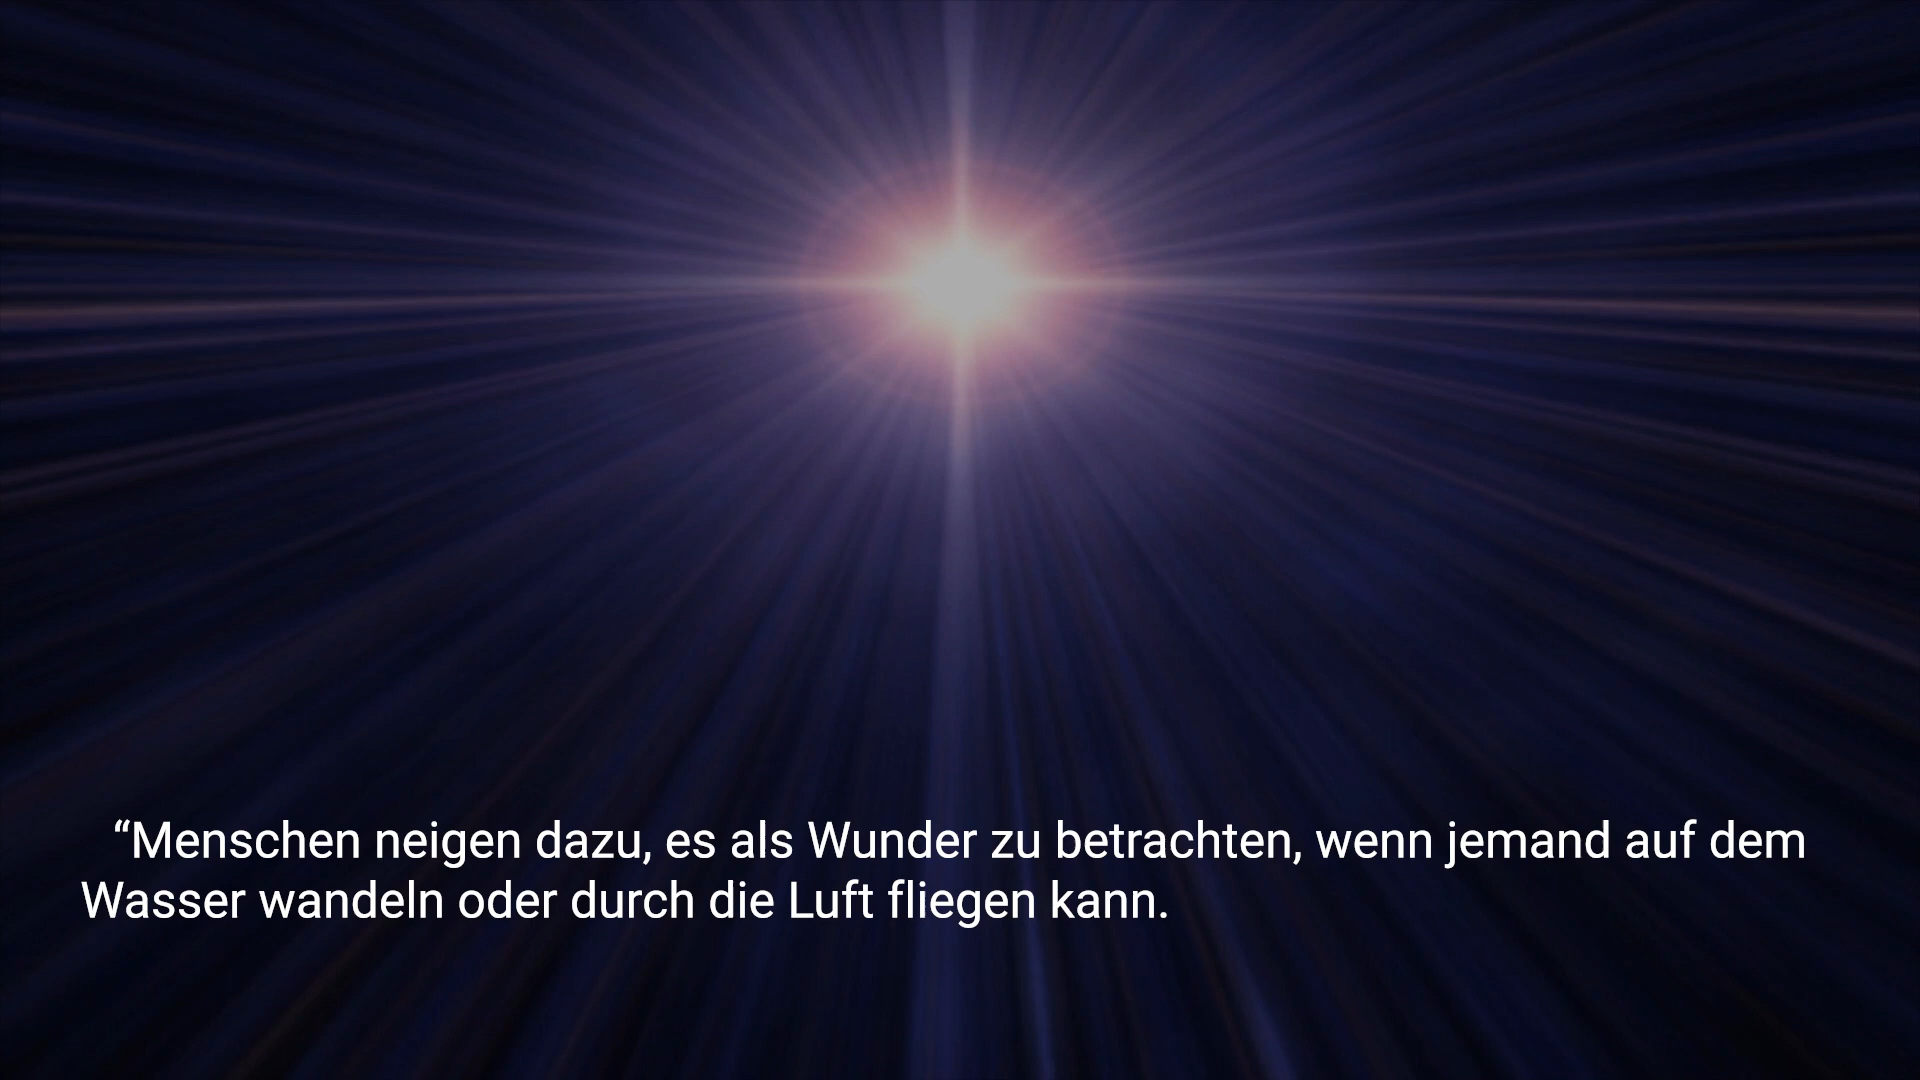 “Menschen neigen dazu, es als Wunder zu betrachten, wenn jemand auf dem
Wasser wandeln oder durch die Luft fliegen kann.